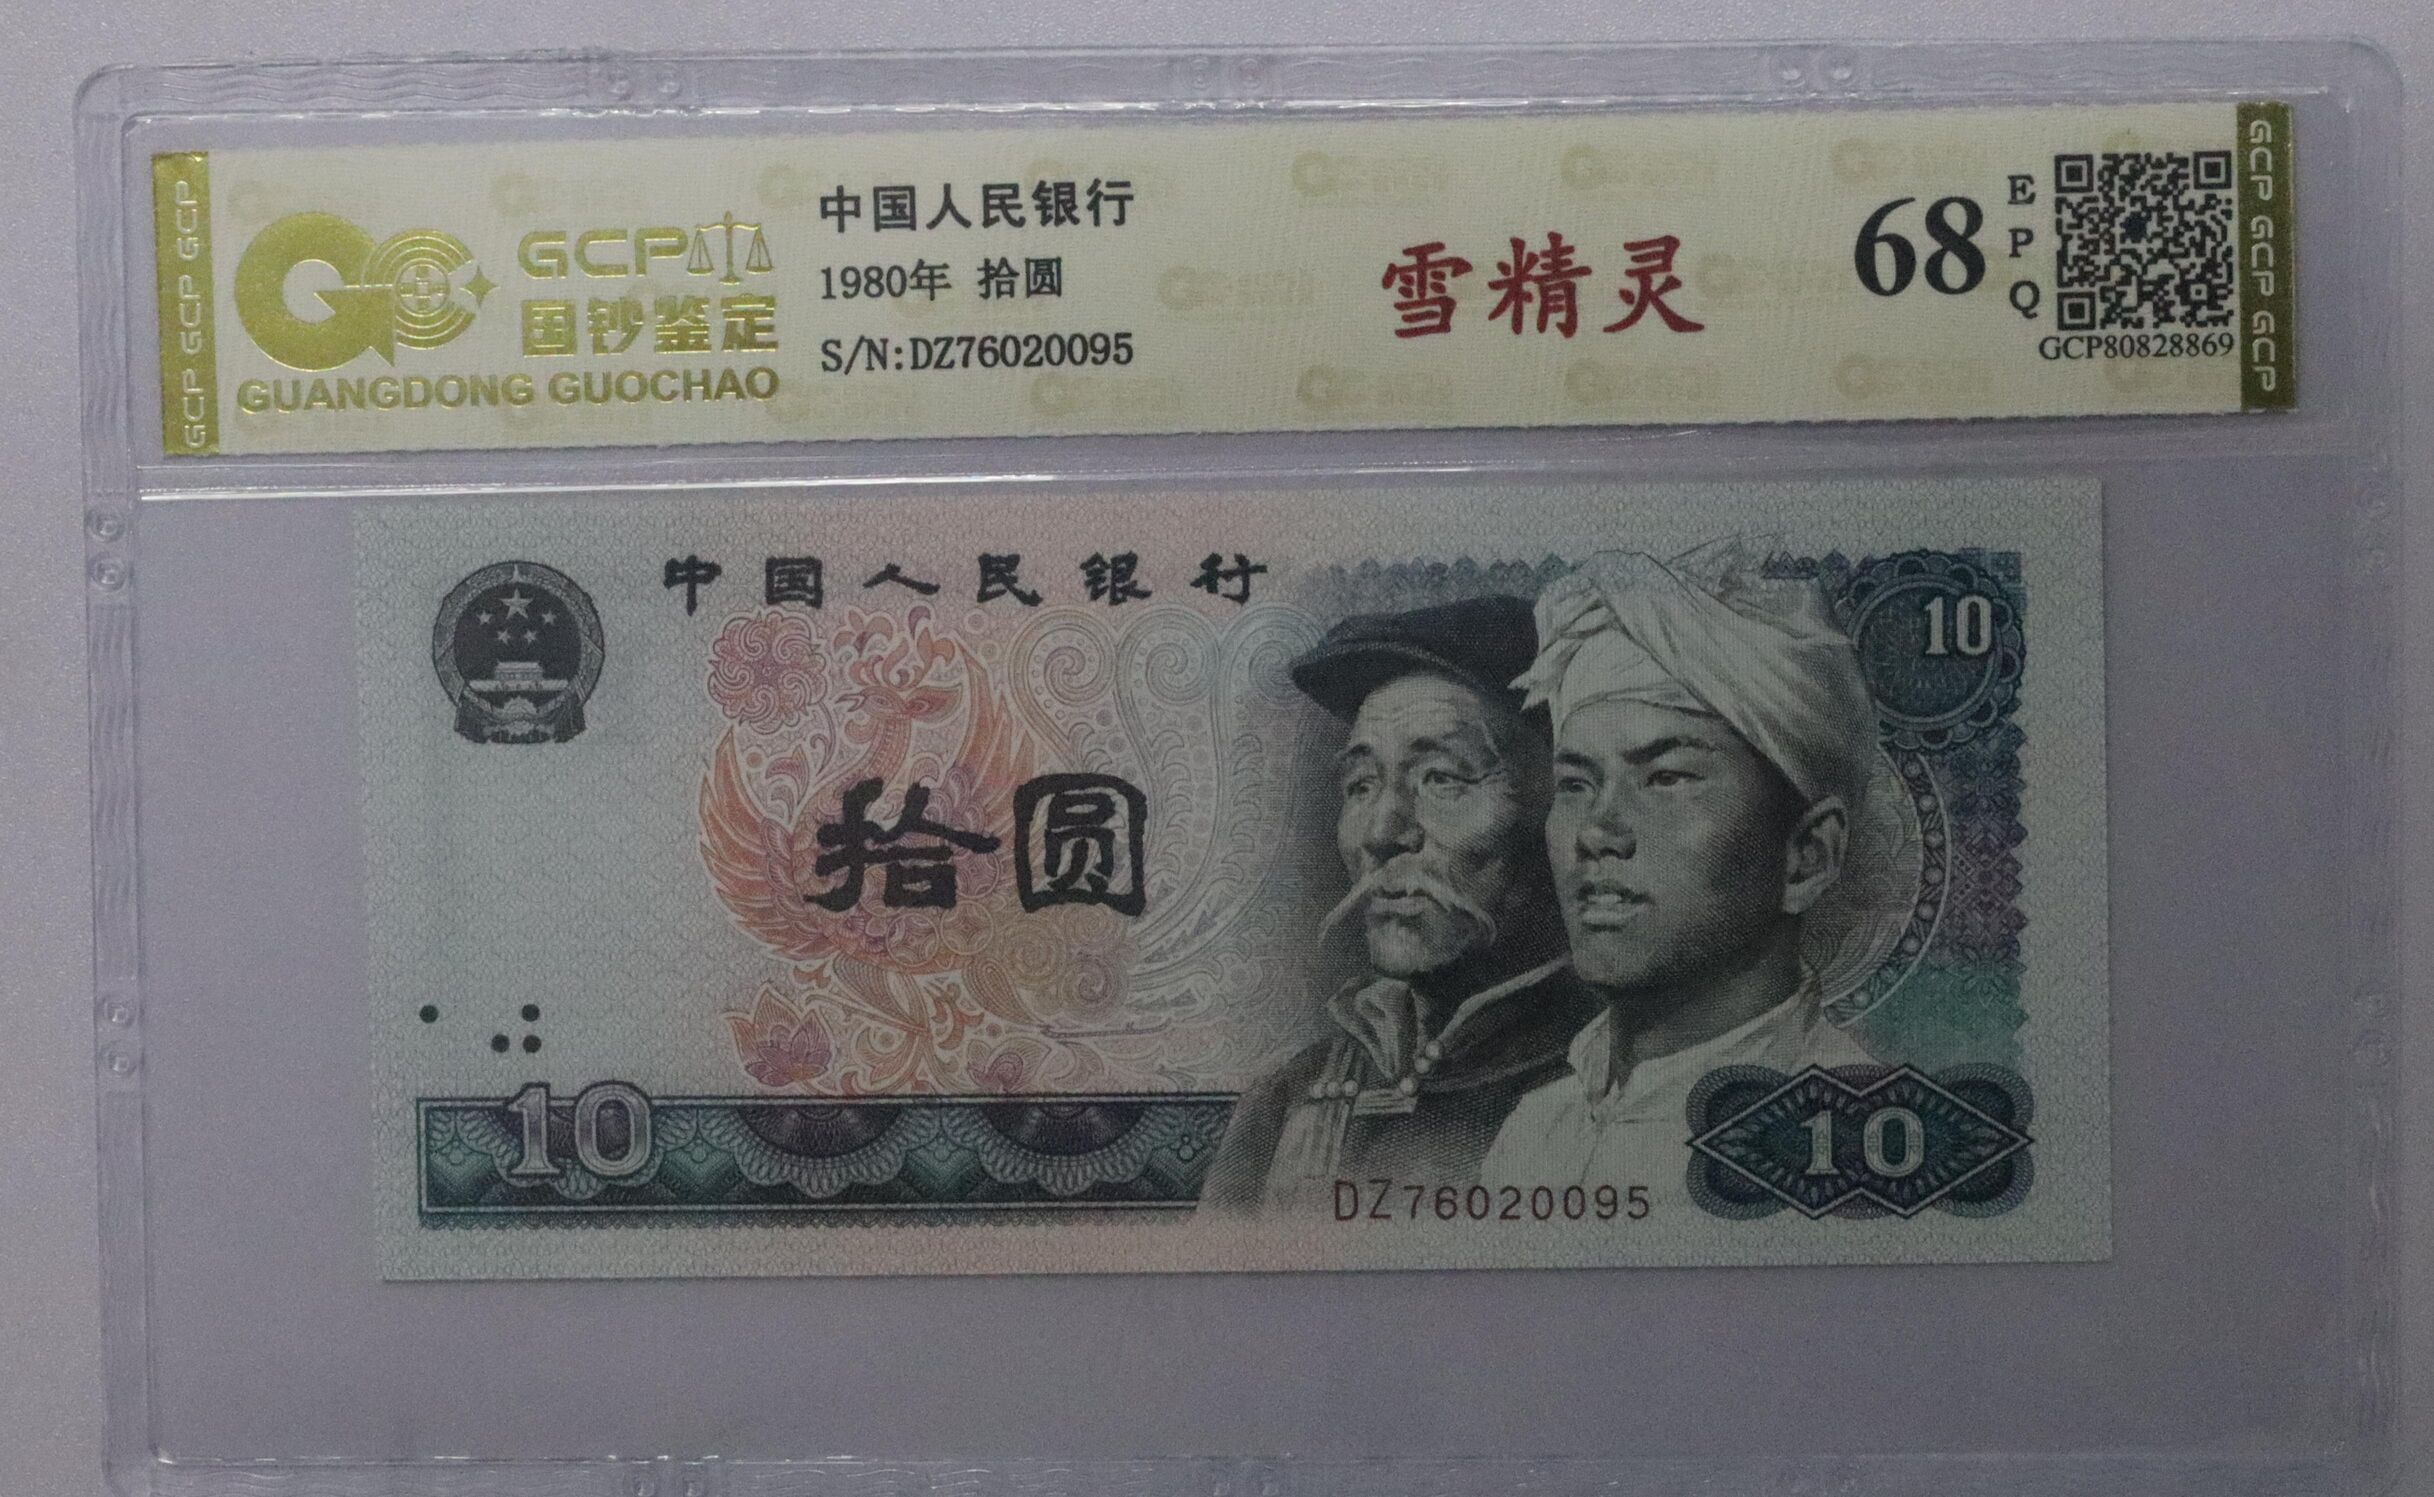 GCP GCP GCP
GCP
国钞鉴定
GUANGDONG GUOCHAO
中国人民银行
1980年 拾圆
S/N:DZ76020095
雪精灵
68
EPQ
GCP80828869
GCP GCP GCP
中国人民银行
10
拾圆
10
DZ76020095
10